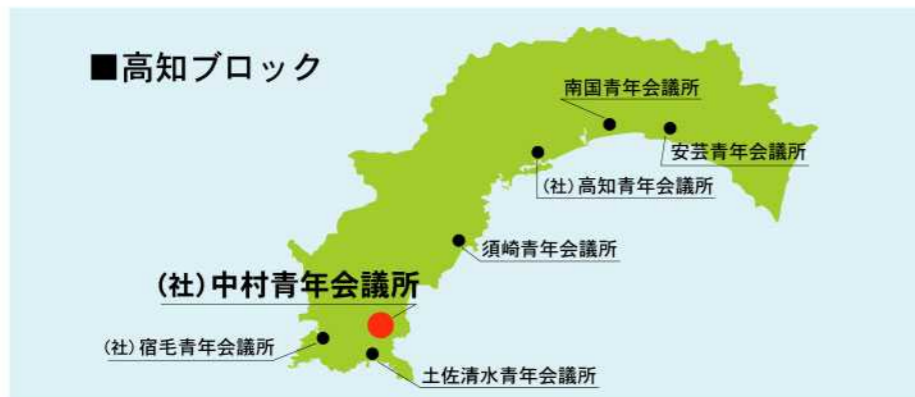 ■高知ブロック
南国青年会議所
安芸青年会議所
(社)高知青年会議所
須崎青年会議所
(社)中村青年会議所
(社)宿毛青年会議所
土佐清水青年会議所